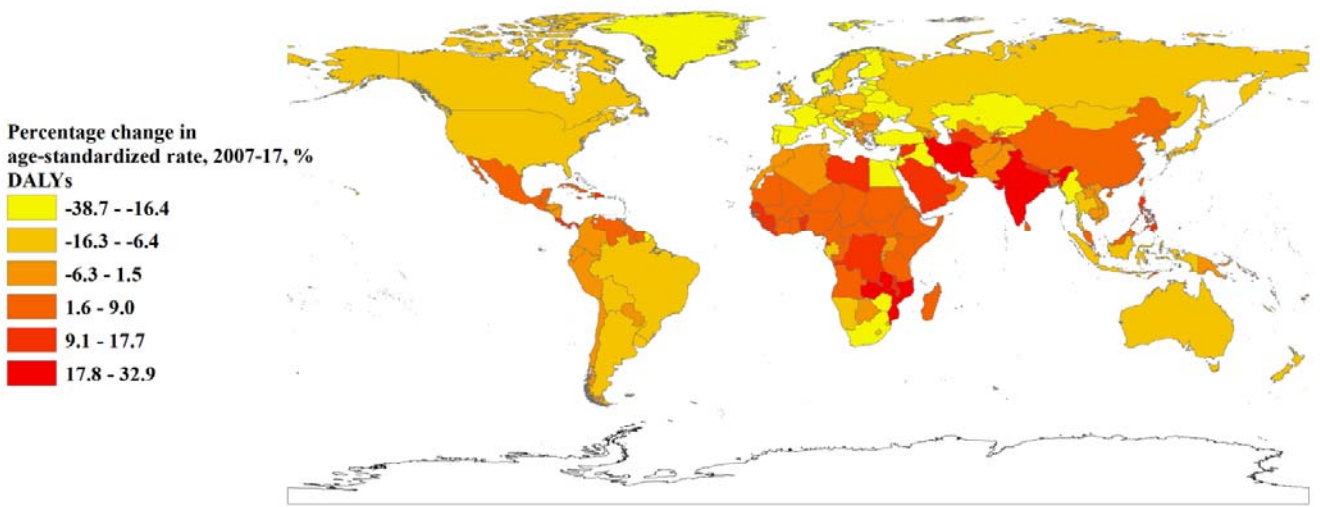 Percentage change in
age-standardized rate, 2007-17, %
DALYs
-38.7 - -16.4
-16.3 - -6.4
-6.3 - 1.5
1.6 - 9.0
9.1 - 17.7
17.8 - 32.9